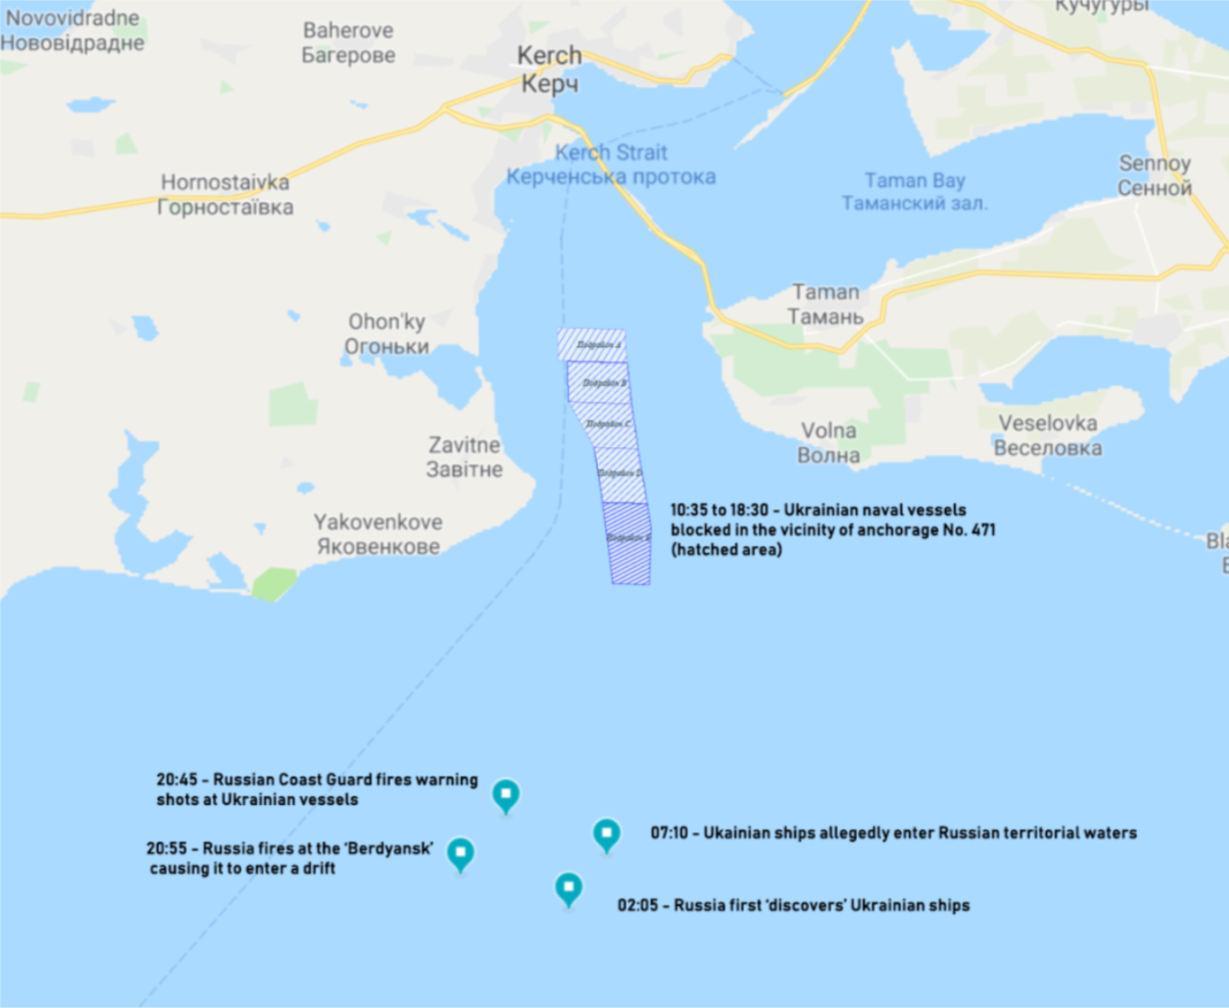 Novovidradne
Нововідрадне
Baherove
Багерове
Kerch
Керч
Кучугуры
Kerch Strait
Керченська протока
Sennoy
Сенной
Taman Bay
Таманский зал.
Hornostaivka
Горностаївка
Taman
Тамань
Ohon'ky
Огоньки
Подрайон A
Подрайон B
Подрайон C
Volna
Волна
Veselovka
Веселовка
Zavitne
Завітне
Подрайон D
10:35 to 18:30 - Ukrainian naval vessels
blocked in the vicinity of anchorage No. 471
(hatched area)
Yakovenkove
Яковенкове
Подрайон E
Bla
20:45 - Russian Coast Guard fires warning
shots at Ukrainian vessels
07:10 - Ukainian ships allegedly enter Russian territorial waters
20:55 - Russia fires at the ‘Berdyansk’
causing it to enter a drift
02:05 - Russia first ‘discovers’ Ukrainian ships